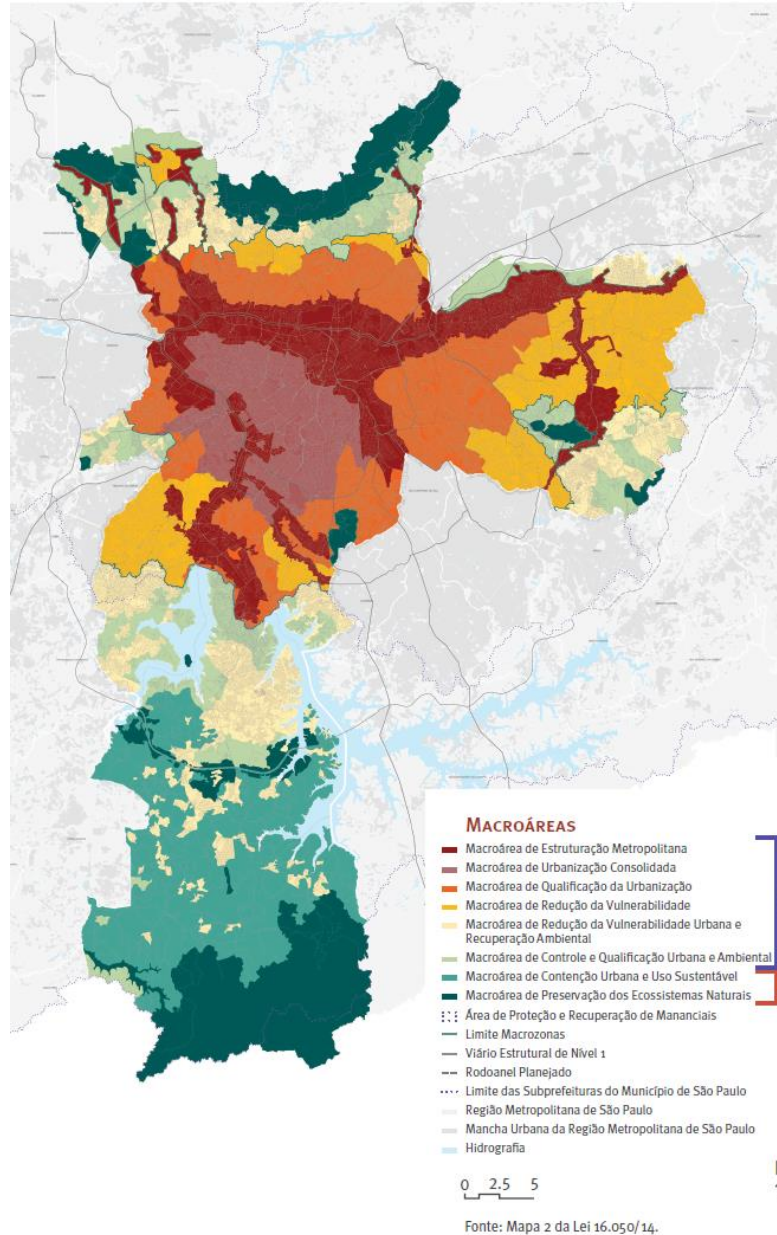 MACROÁREAS
Macroárea de Estruturação Metropolitana
Macroárea de Urbanização Consolidada
Macroárea de Qualificação da Urbanização
Macroárea de Redução da Vulnerabilidade
Macroárea de Redução da Vulnerabilidade Urbana e
Recuperação Ambiental
Macroárea de Controle e Qualificação Urbana e Ambiental
Macroárea de Contenção Urbana e Uso Sustentável
Macroárea de Preservação dos Ecossistemas Naturais
Área de Proteção e Recuperação de Mananciais
Limite Macrozonas
Viário Estrutural de Nível 1
Rodoanel Planejado
Limite das Subprefeituras do Município de São Paulo
Região Metropolitana de São Paulo
Mancha Urbana da Região Metropolitana de São Paulo
Hidrografia
0 2.5 5
Fonte: Mapa 2 da Lei 16.050/14.